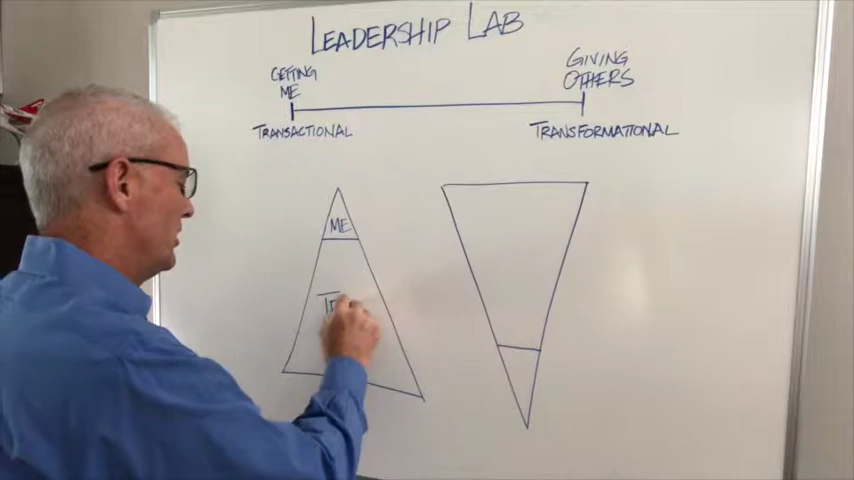 LEADERSHIP LAB
GETTING
ME
GIVING
OTHERS
TRANSACTIONAL
TRANSFORMATIONAL
ME